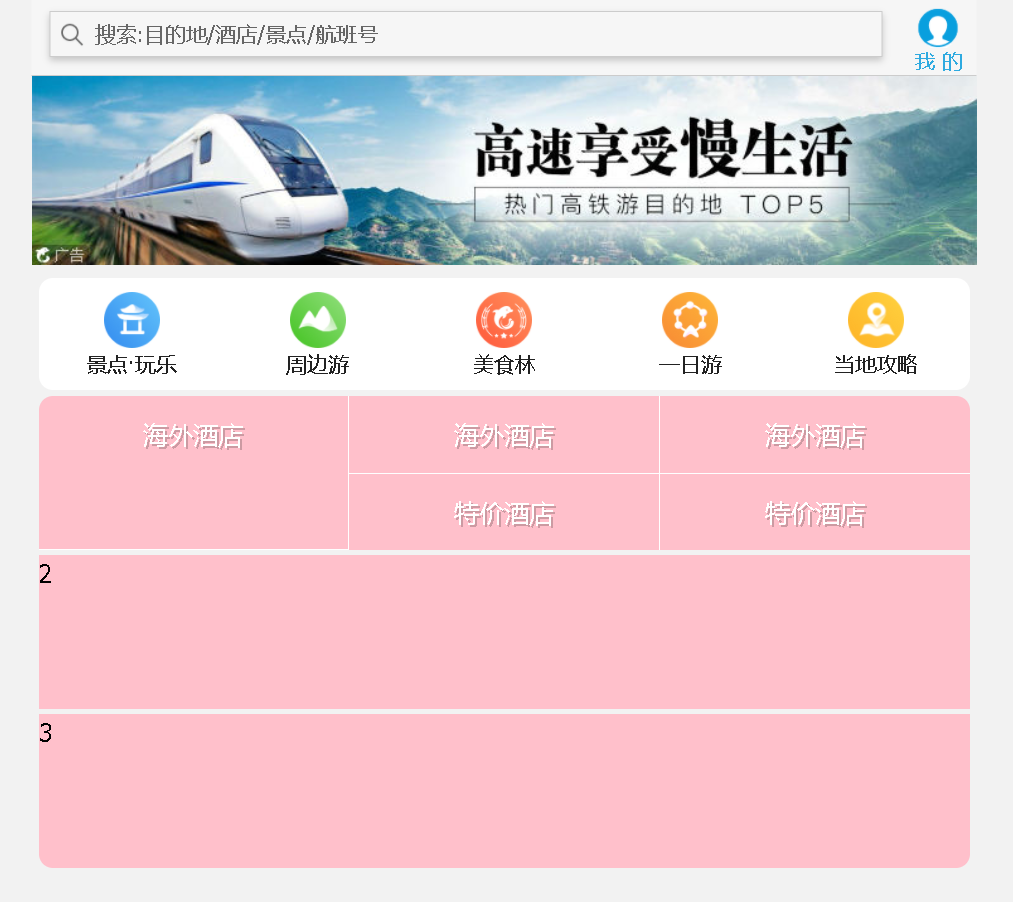 搜索:目的地/酒店/景点/航班号
我的
高速享受慢生活
热门高铁游目的地 TOP5
广告
景点·玩乐
周边游
美食林
一日游
当地攻略
海外酒店
海外酒店
海外酒店
特价酒店
特价酒店
2
3